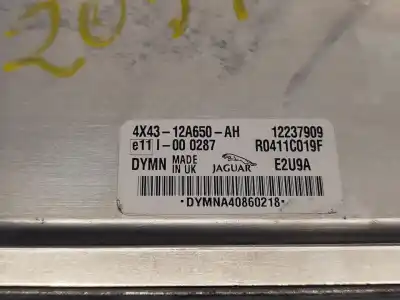 4X43-12A650-AH 12237909
e11 I-00 0287 R0411C019F
DYMN MADE IN UK JAGUAR E2U9A
*DYMNA40860218*